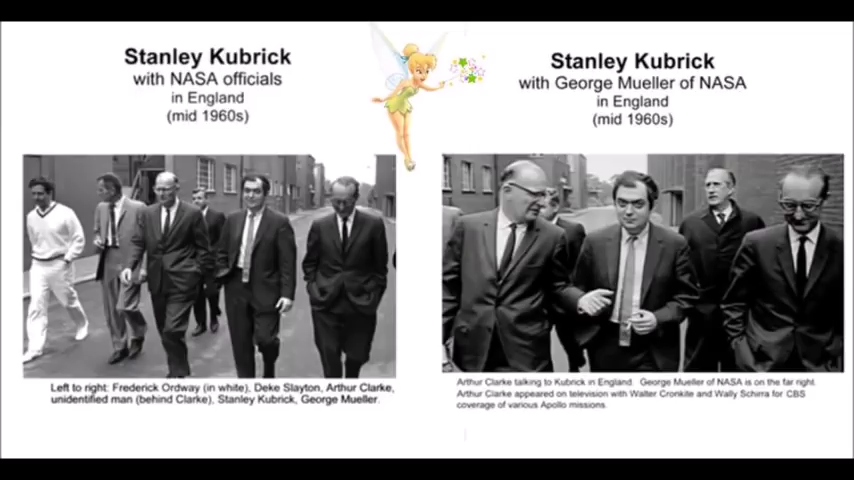 Stanley Kubrick
with NASA officials
in England
(mid 1960s)
Left to right: Frederick Ordway (in white), Deke Slayton, Arthur Clarke,
unidentified man (behind Clarke), Stanley Kubrick, George Mueller.
Stanley Kubrick
with George Mueller of NASA
in England
(mid 1960s)
Arthur Clarke talking to Kubrick in England. George Mueller of NASA is on the far right.
Arthur Clarke appeared on television with Walter Cronkite and Wally Schirra for CBS
coverage of various Apollo missions.